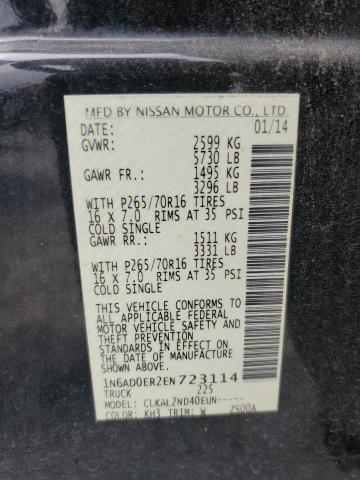 MFD BY NISSAN MOTOR CO., LTD.
DATE: 01/14
GVWR: 2599 KG
5730 LB
GAWR FR.: 1495 KG
3296 LB
WITH P265/70R16 TIRES
16 X 7.0 RIMS AT 35 PSI
COLD SINGLE
GAWR RR.: 1511 KG
3331 LB
WITH P265/70R16 TIRES
16 X 7.0 RIMS AT 35 PSI
COLD SINGLE
THIS VEHICLE CONFORMS TO
ALL APPLICABLE FEDERAL
MOTOR VEHICLE SAFETY AND
THEFT PREVENTION
STANDARDS IN EFFECT ON
THE DATE OF MANUFACTURE
SHOWN ABOVE.
1N6AD0ER2EN723114
TRUCK 225
MODEL: CLKAL2ND40EUN-----
COLOR: KH3 TRIM: W 2S00A